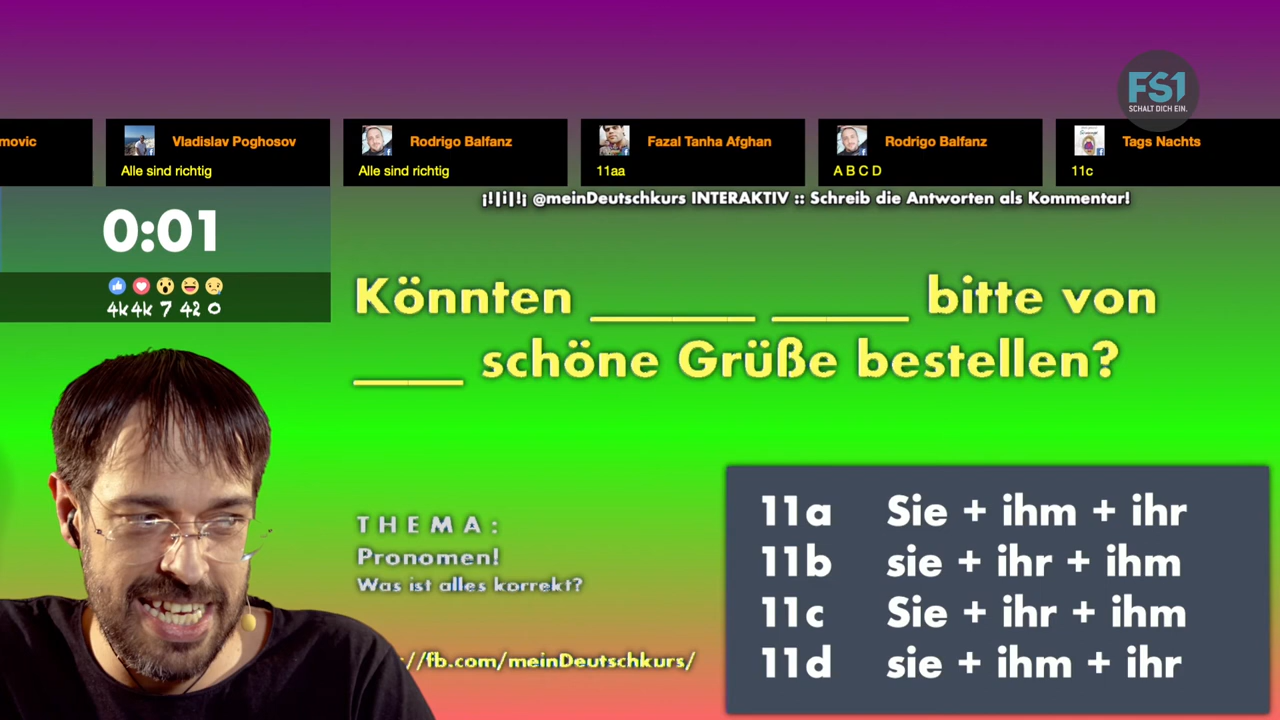 FS1
SCHALT DICH EIN.
movic
Vladislav Poghosov
Alle sind richtig
Rodrigo Balfanz
Alle sind richtig
Fazal Tanha Afghan
11aa
Rodrigo Balfanz
A B C D
Tags Nachts
11c
¡!|i|!¡ @meinDeutschkurs INTERAKTIV :: Schreib die Antworten als Kommentar!
0:01
4k 4k 7 42 0
Könnten ______ _____ bitte von
____ schöne Grüße bestellen?
THEMA:
Pronomen!
Was ist alles korrekt?
//fb.com/meinDeutschkurs/
11a Sie + ihm + ihr
11b sie + ihr + ihm
11c Sie + ihr + ihm
11d sie + ihm + ihr